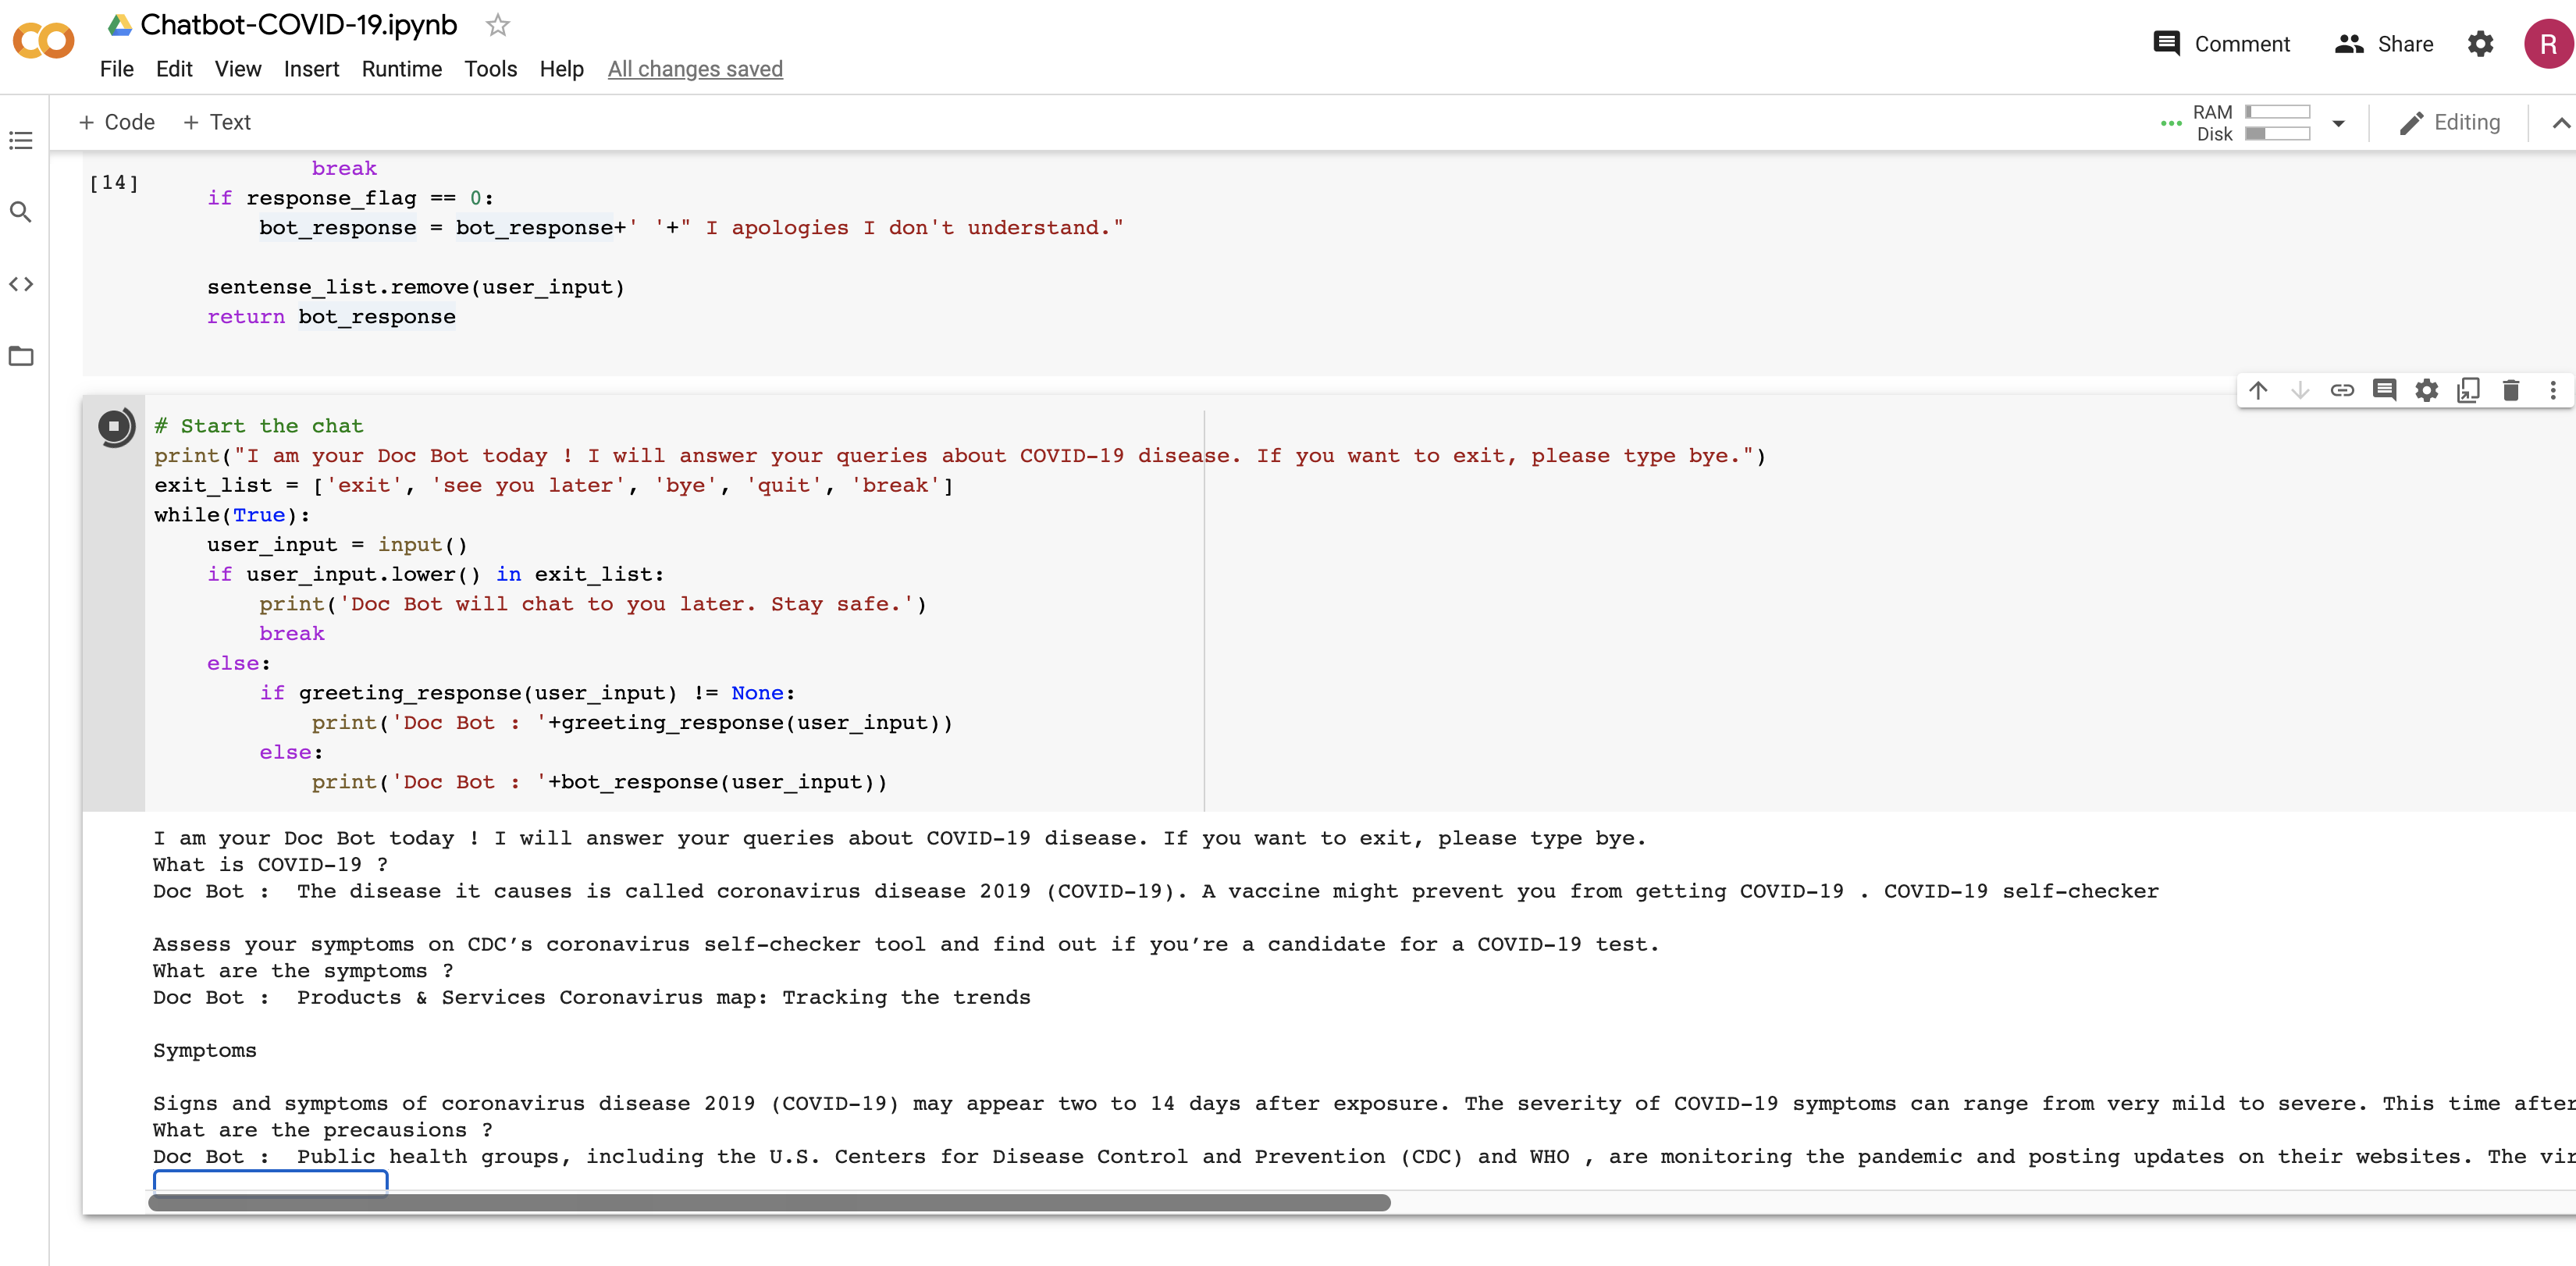 Chatbot-COVID-19.ipynb
File Edit View Insert Runtime Tools Help All changes saved
Comment Share R
+ Code + Text
RAM
Disk
Editing
break
[14]
if response_flag == 0:
bot_response = bot_response+' '+" I apologies I don't understand."
sentense_list.remove(user_input)
return bot_response
# Start the chat
print("I am your Doc Bot today ! I will answer your queries about COVID-19 disease. If you want to exit, please type bye.")
exit_list = ['exit', 'see you later', 'bye', 'quit', 'break']
while(True):
user_input = input()
if user_input.lower() in exit_list:
print('Doc Bot will chat to you later. Stay safe.')
break
else:
if greeting_response(user_input) != None:
print('Doc Bot : '+greeting_response(user_input))
else:
print('Doc Bot : '+bot_response(user_input))
I am your Doc Bot today ! I will answer your queries about COVID-19 disease. If you want to exit, please type bye.
What is COVID-19 ?
Doc Bot :  The disease it causes is called coronavirus disease 2019 (COVID-19). A vaccine might prevent you from getting COVID-19 . COVID-19 self-checker
Assess your symptoms on CDC’s coronavirus self-checker tool and find out if you’re a candidate for a COVID-19 test.
What are the symptoms ?
Doc Bot :  Products & Services Coronavirus map: Tracking the trends
Symptoms
Signs and symptoms of coronavirus disease 2019 (COVID-19) may appear two to 14 days after exposure. The severity of COVID-19 symptoms can range from very mild to severe. This time after
What are the precausions ?
Doc Bot :  Public health groups, including the U.S. Centers for Disease Control and Prevention (CDC) and WHO , are monitoring the pandemic and posting updates on their websites. The vir